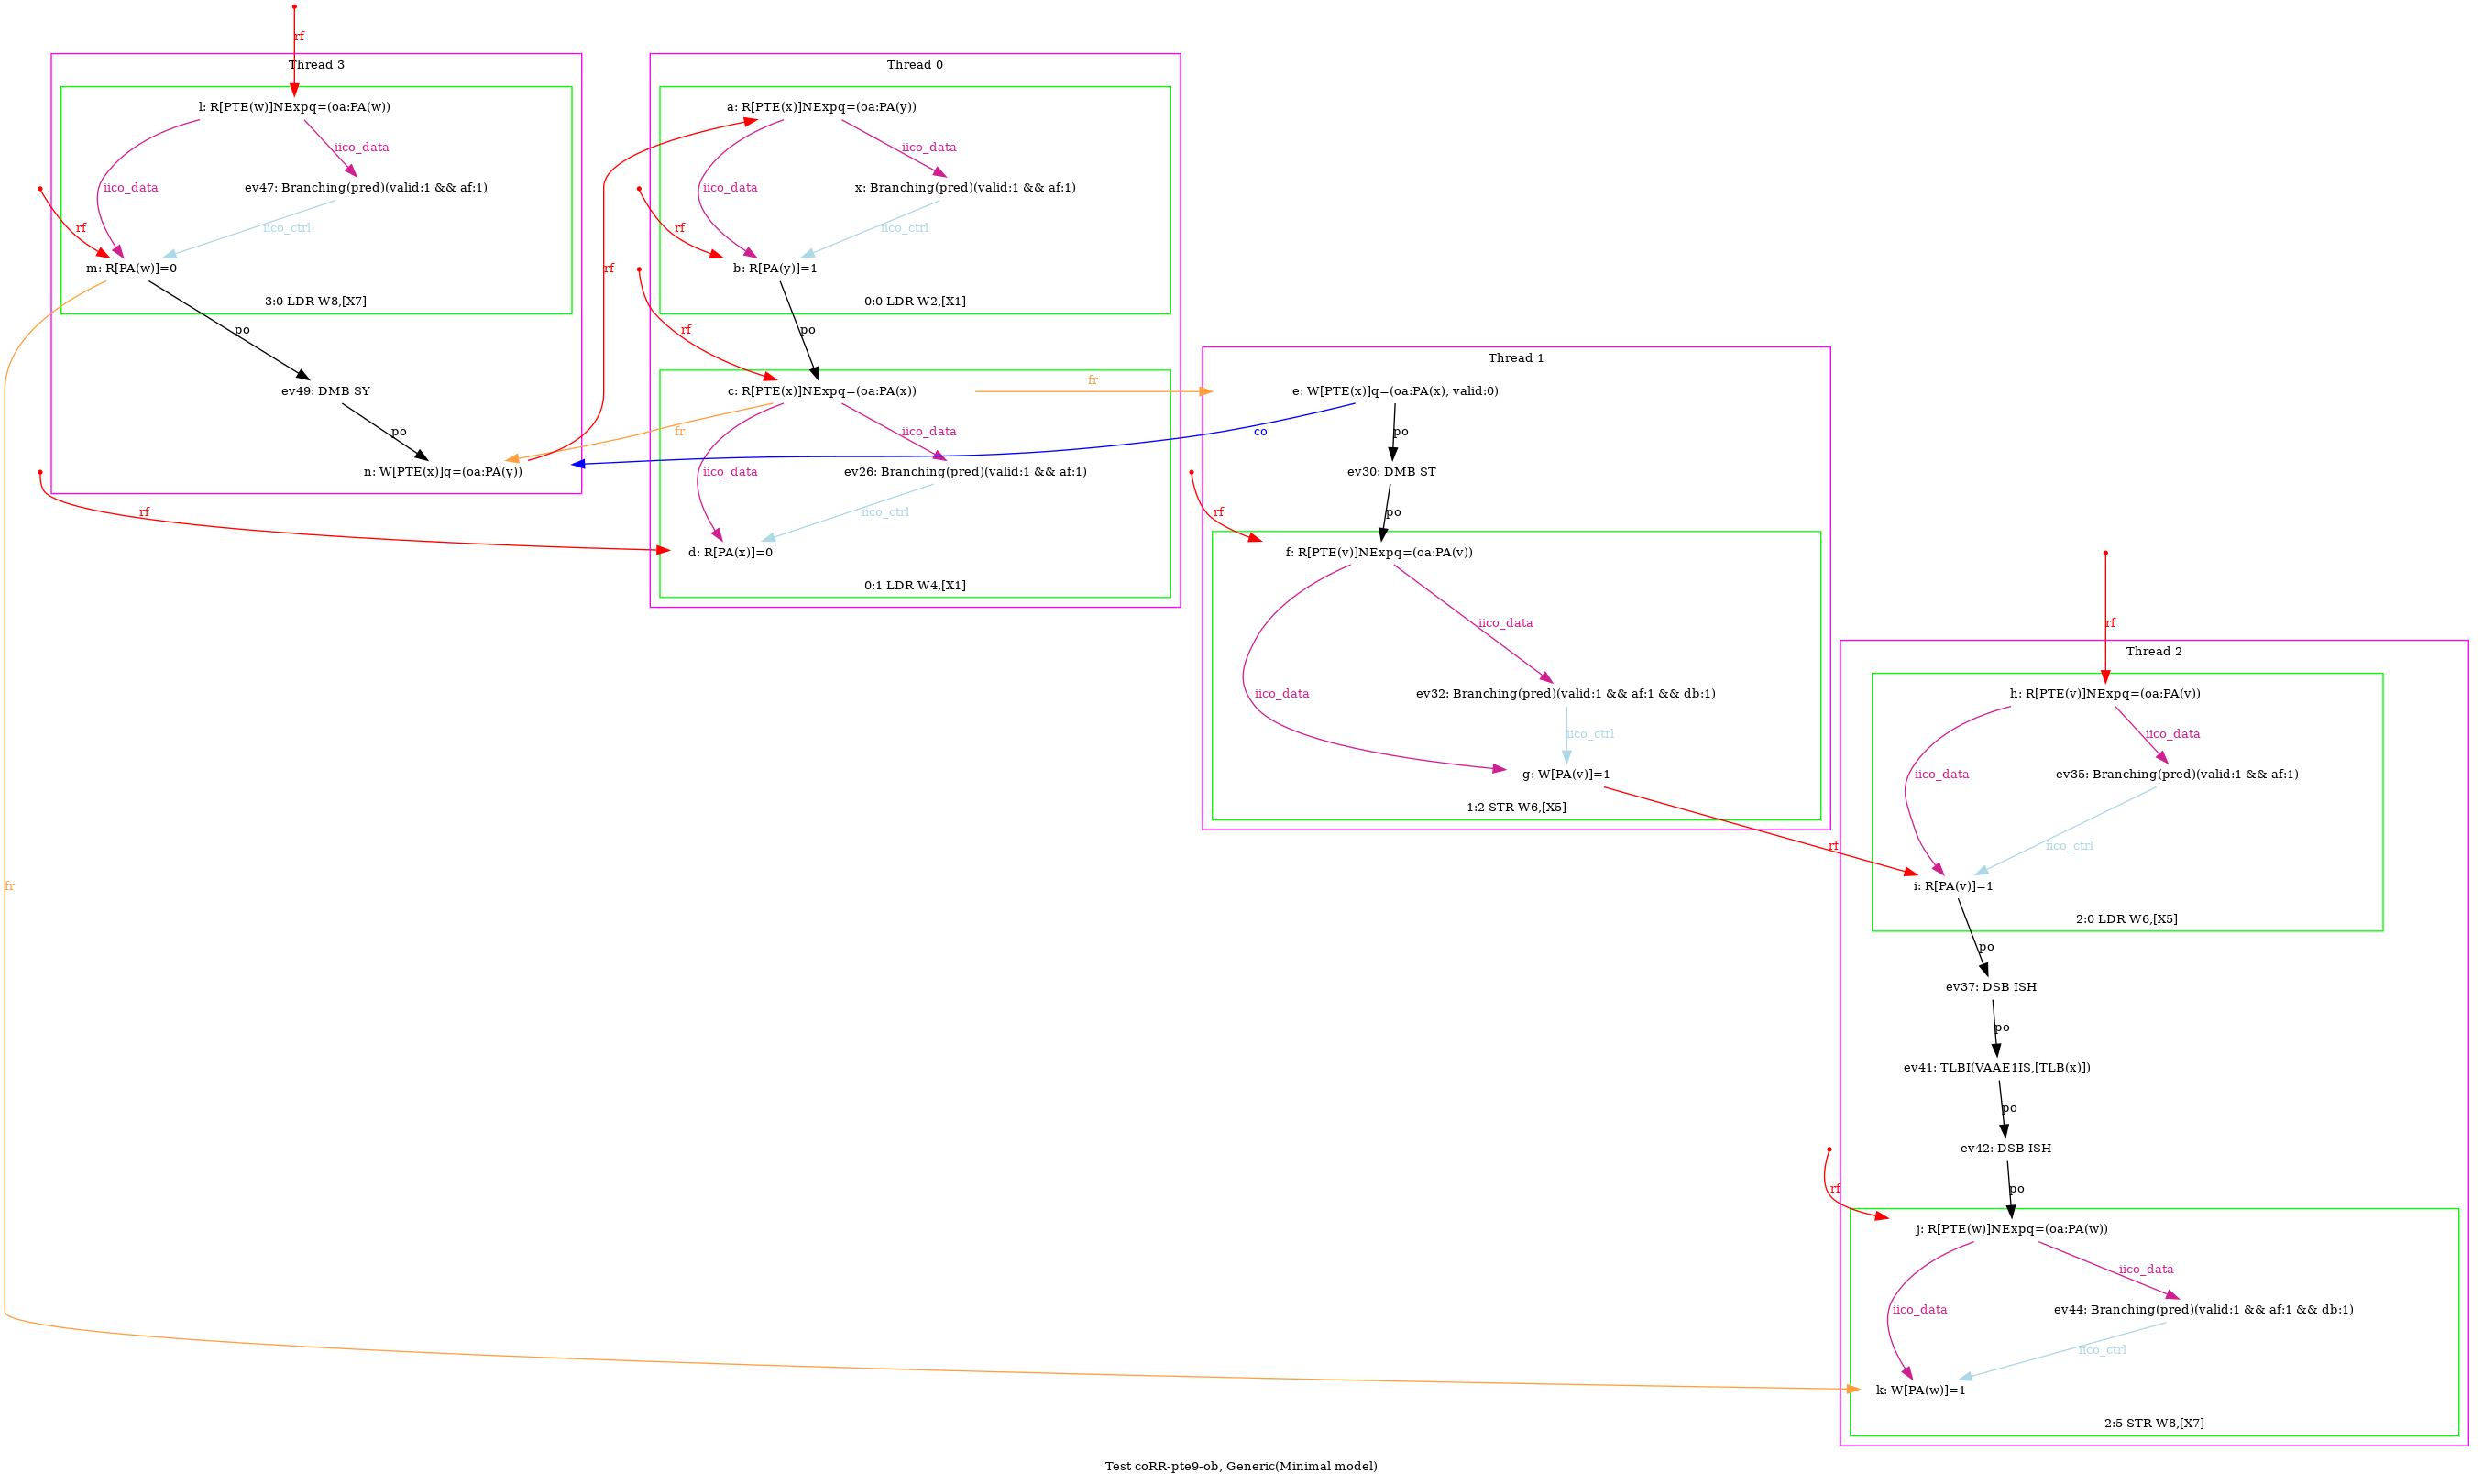 rf
Thread 3
Thread 0
l: R[PTE(w)]NExpq=(oa:PA(w))
a: R[PTE(x)]NExpq=(oa:PA(y))
iico_data
iico_data
iico_data
ev47: Branching(pred)(valid:1 && af:1)
iico_data
x: Branching(pred)(valid:1 && af:1)
rf
iico_ctrl
rf
iico_ctrl
m: R[PA(w)]=0
rf
b: R[PA(y)]=1
3:0 LDR W8,[X7]
0:0 LDR W2,[X1]
po
rf
po
Thread 1
ev49: DMB SY
c: R[PTE(x)]NExpq=(oa:PA(x))
fr
e: W[PTE(x)]q=(oa:PA(x), valid:0)
po
fr
iico_data
co
po
n: W[PTE(x)]q=(oa:PA(y))
iico_data
ev26: Branching(pred)(valid:1 && af:1)
ev30: DMB ST
rf
iico_ctrl
rf
po
d: R[PA(x)]=0
f: R[PTE(v)]NExpq=(oa:PA(v))
0:1 LDR W4,[X1]
iico_data
rf
Thread 2
iico_data
ev32: Branching(pred)(valid:1 && af:1 && db:1)
h: R[PTE(v)]NExpq=(oa:PA(v))
iico_ctrl
iico_data
g: W[PA(v)]=1
iico_data
ev35: Branching(pred)(valid:1 && af:1)
1:2 STR W6,[X5]
rf
iico_ctrl
fr
i: R[PA(v)]=1
2:0 LDR W6,[X5]
po
ev37: DSB ISH
po
ev41: TLBI(VAAE1IS,[TLB(x)])
po
ev42: DSB ISH
rf
po
j: R[PTE(w)]NExpq=(oa:PA(w))
iico_data
iico_data
ev44: Branching(pred)(valid:1 && af:1 && db:1)
iico_ctrl
k: W[PA(w)]=1
2:5 STR W8,[X7]
Test coRR-pte9-ob, Generic(Minimal model)